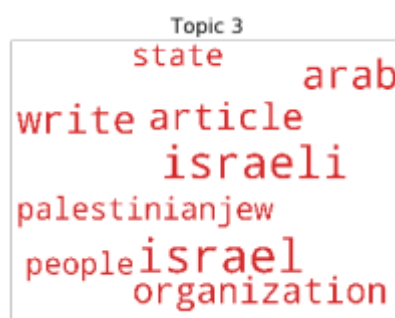 Topic 3
state
arab
write article
israeli
palestinianjew
people israel
organization